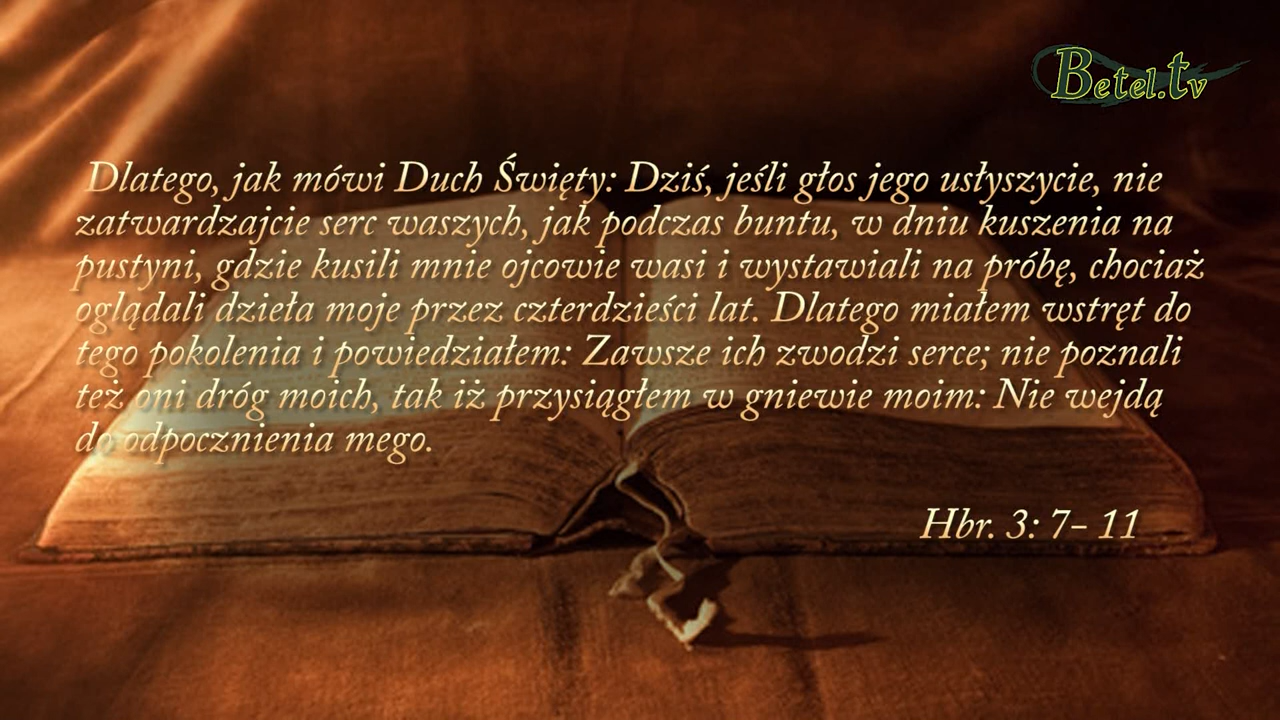 Betel.tv
Dlatego, jak mówi Duch Święty: Dziś, jeśli głos jego usłyszycie, nie
zatwardzajcie serc waszych, jak podczas buntu, w dniu kuszenia na
pustyni, gdzie kusili mnie ojcowie wasi i wystawiali na próbę, chociaż
oglądali dzieła moje przez czterdzieści lat. Dlatego miałem wstręt do
tego pokolenia i powiedziałem: Zawsze ich zwodzi serce; nie poznali
też oni dróg moich, tak iż przysiągłem w gniewie moim: Nie wejdą
do odpocznienia mego.
Hbr. 3: 7- 11